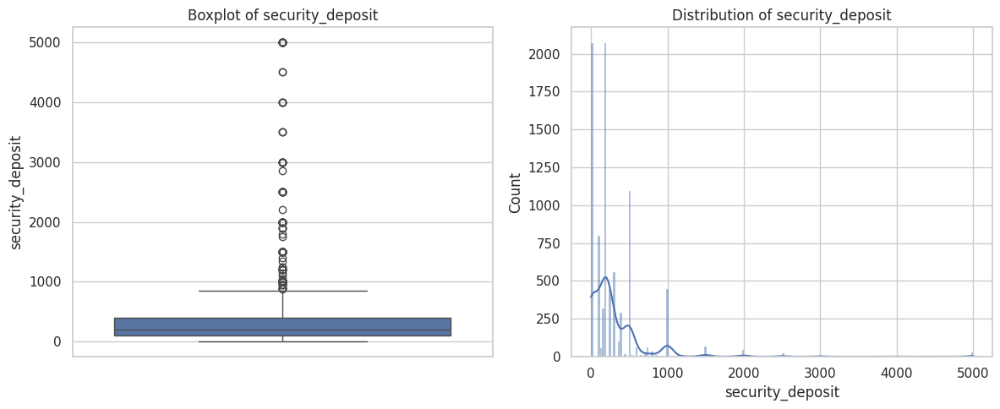 Boxplot of security_deposit
security_deposit
5000
4000
3000
2000
1000
0
Distribution of security_deposit
Count
2000
1750
1500
1250
1000
750
500
250
0
0 1000 2000 3000 4000 5000
security_deposit